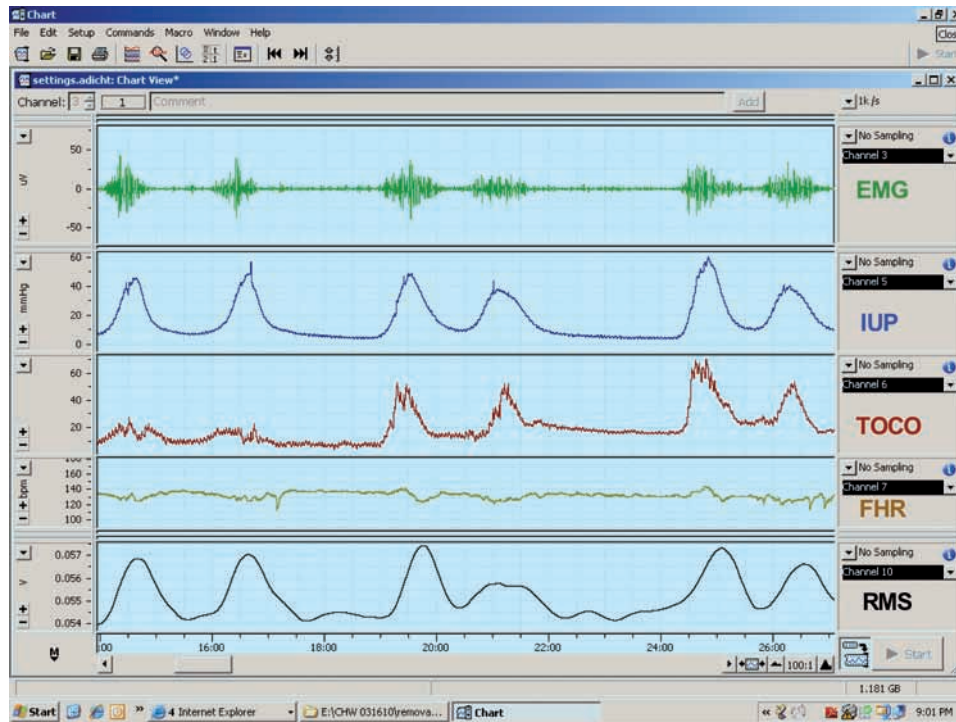 Chart
File Edit Setup Commands Macro Window Help
Close
Start
settings.adicht: Chart View*
Channel: 3 1 Comment Add 1k /s
No Sampling
Channel 3
EMG
50
0
-50
uV
No Sampling
Channel 5
IUP
60
40
20
0
mmHg
No Sampling
Channel 6
TOCO
60
40
20
No Sampling
Channel 7
FHR
160
140
120
100
bpm
No Sampling
Channel 10
RMS
0.057
0.056
0.055
0.054
V
M
:00 16:00 18:00 20:00 22:00 24:00 26:00
100:1
Start
1.181 GB
Start 4 Internet Explorer E:\CHW 031610\remova... Chart 9:01 PM